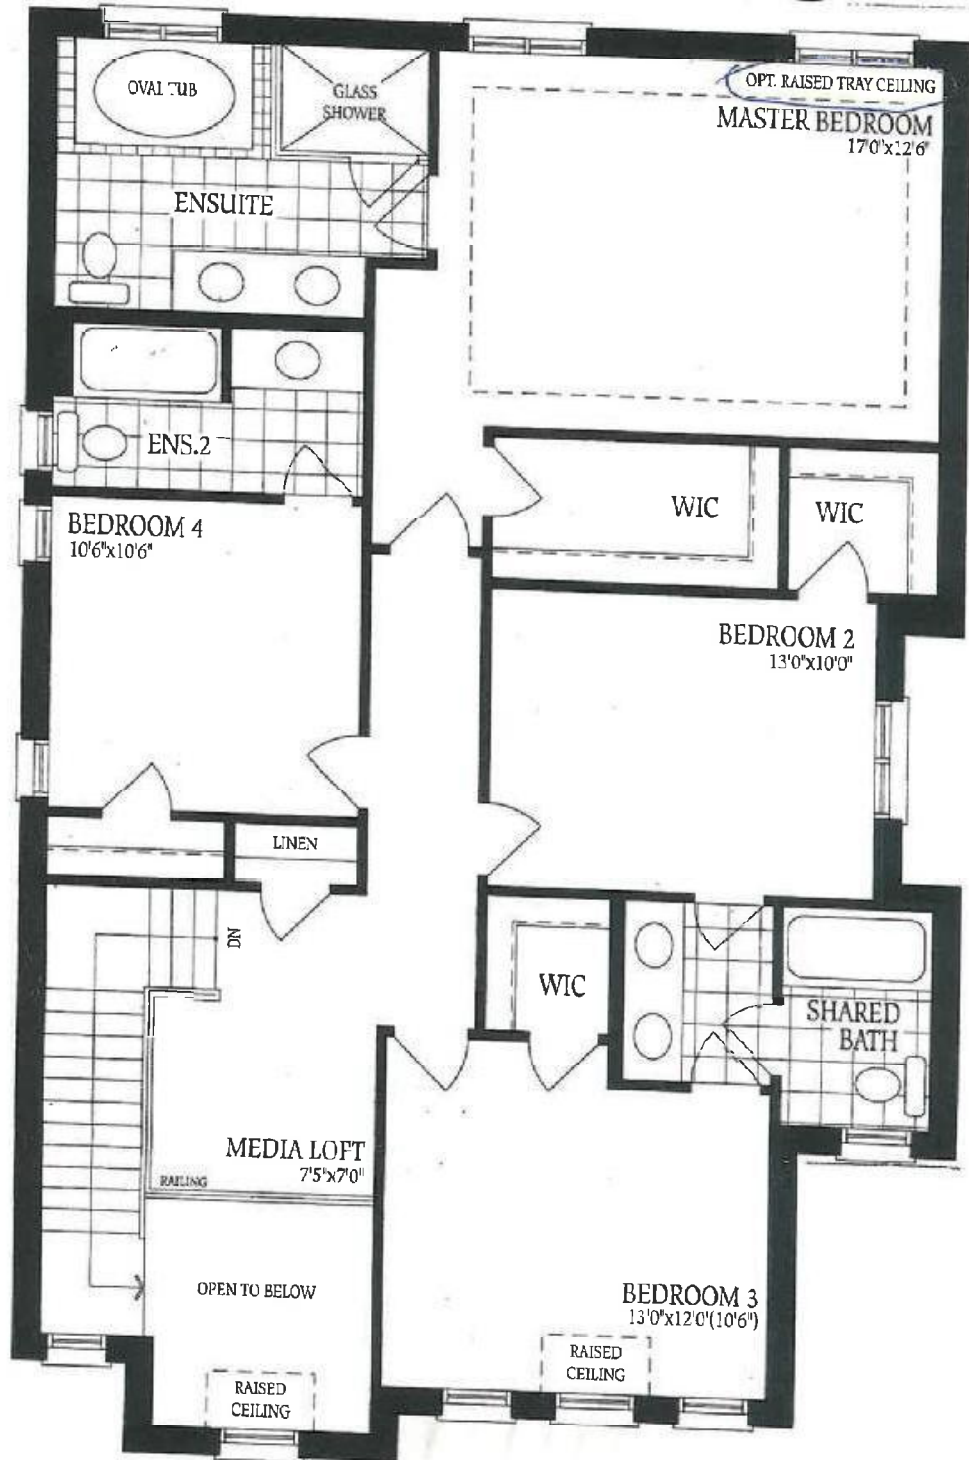 OVAL TUB
GLASS
SHOWER
OPT. RAISED TRAY CEILING
MASTER BEDROOM
17'0"x12'6"
ENSUITE
ENS.2
WIC
WIC
BEDROOM 4
10'6"x10'6"
BEDROOM 2
13'0"x10'0"
LINEN
DN
WIC
SHARED
BATH
MEDIA LOFT
7'5"x7'0"
RAILING
OPEN TO BELOW
BEDROOM 3
13'0"x12'0"(10'6")
RAISED
CEILING
RAISED
CEILING